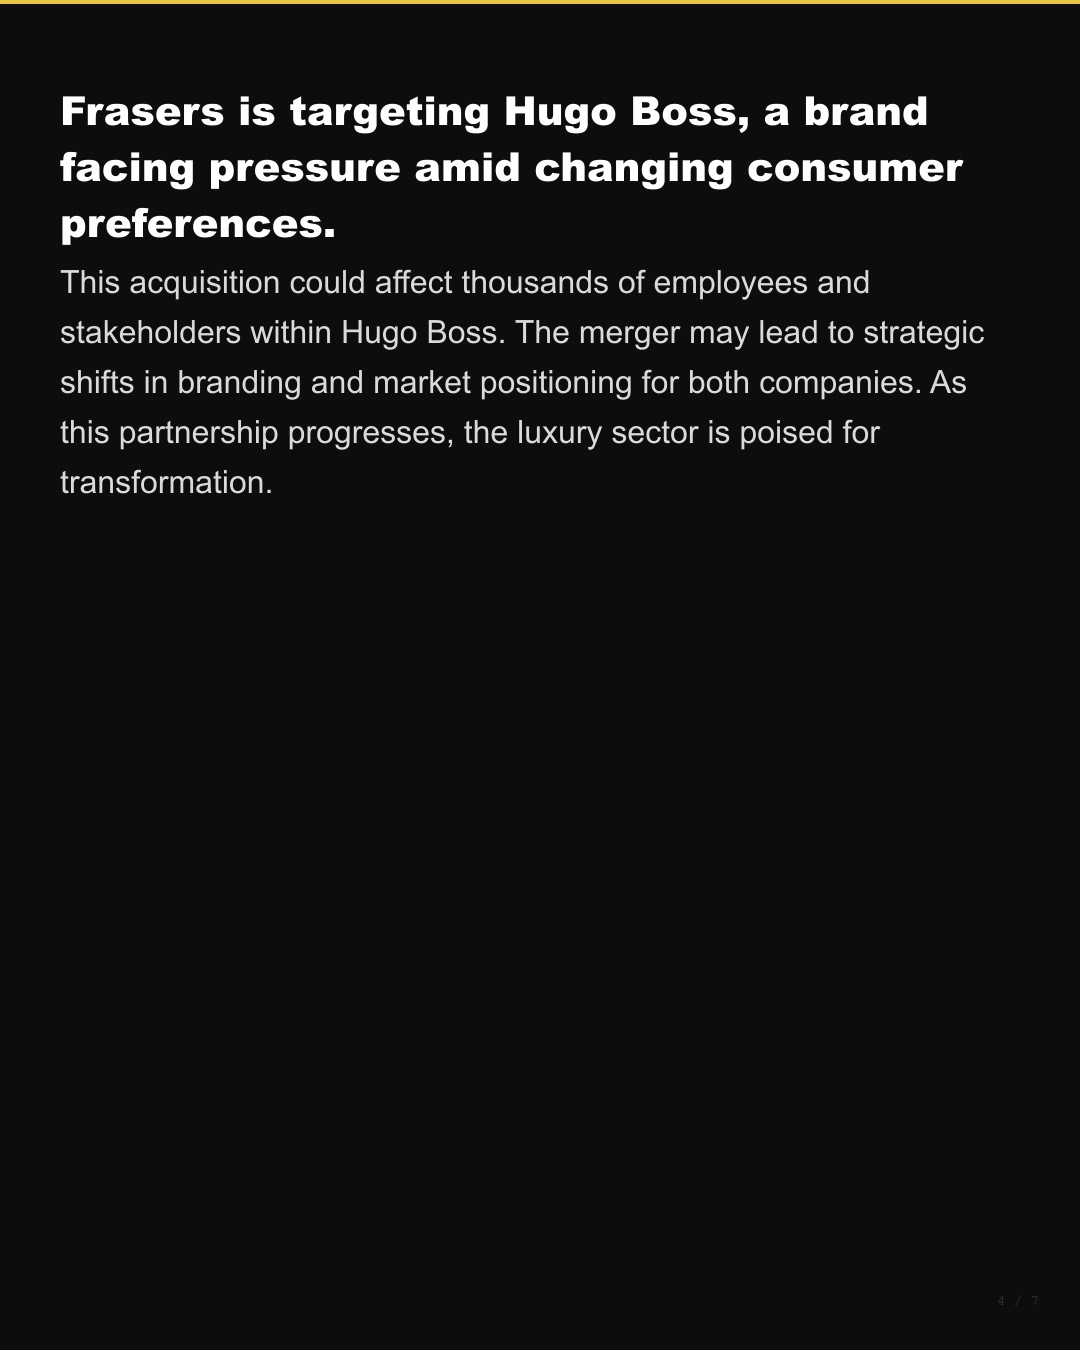 Frasers is targeting Hugo Boss, a brand
facing pressure amid changing consumer
preferences.
This acquisition could affect thousands of employees and
stakeholders within Hugo Boss. The merger may lead to strategic
shifts in branding and market positioning for both companies. As
this partnership progresses, the luxury sector is poised for
transformation.
4 / 7